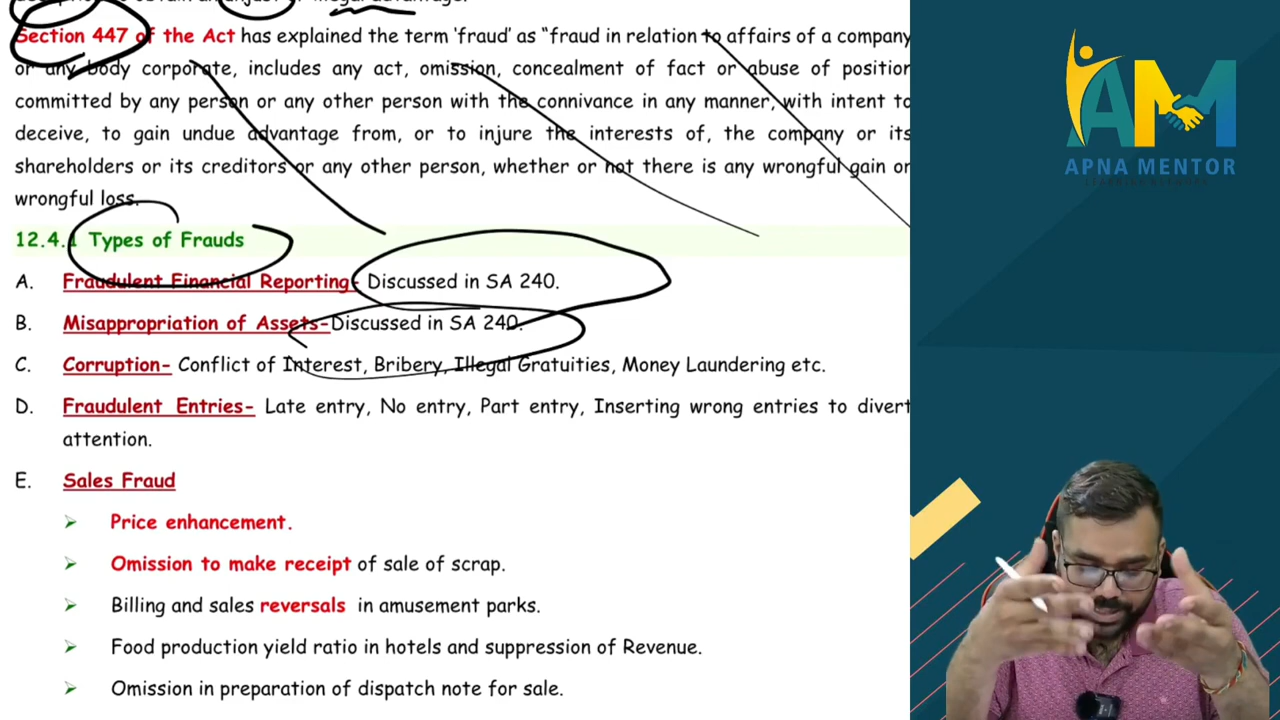 Section 447 of the Act has explained the term 'fraud' as "fraud in relation to affairs of a company
or any body corporate, includes any act, omission, concealment of fact or abuse of position
committed by any person or any other person with the connivance in any manner, with intent to
deceive, to gain undue advantage from, or to injure the interests of, the company or its
shareholders or its creditors or any other person, whether or not there is any wrongful gain or
wrongful loss.
12.4.1 Types of Frauds
A. Fraudulent Financial Reporting- Discussed in SA 240.
B. Misappropriation of Assets-Discussed in SA 240.
C. Corruption- Conflict of Interest, Bribery, Illegal Gratuities, Money Laundering etc.
D. Fraudulent Entries- Late entry, No entry, Part entry, Inserting wrong entries to divert
attention.
E. Sales Fraud
➢ Price enhancement.
➢ Omission to make receipt of sale of scrap.
➢ Billing and sales reversals in amusement parks.
➢ Food production yield ratio in hotels and suppression of Revenue.
➢ Omission in preparation of dispatch note for sale.
AM
APNA MENTOR